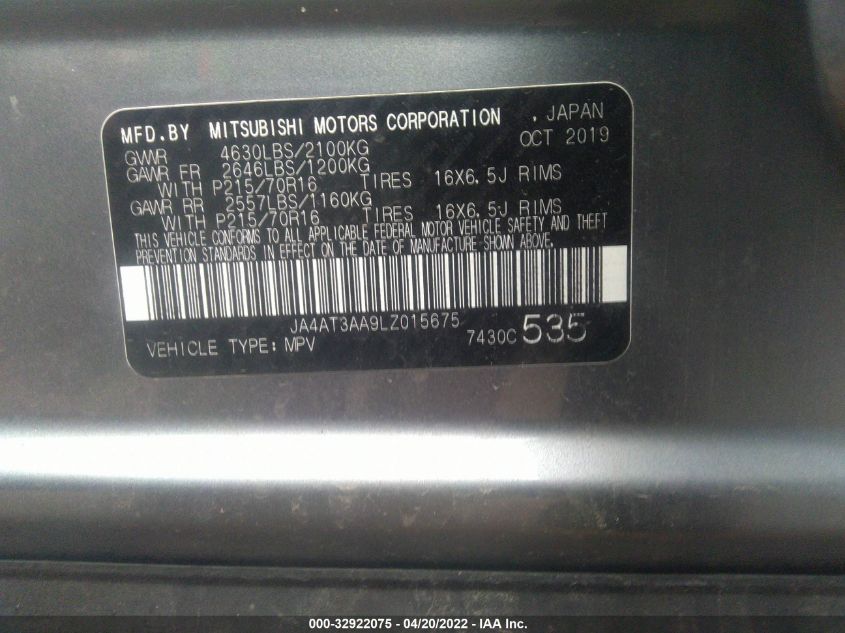 MFD.BY MITSUBISHI MOTORS CORPORATION , JAPAN
GVWR 4630LBS/2100KG OCT 2019
GAWR FR 2646LBS/1200KG
WITH P215/70R16 TIRES 16X6.5J RIMS
GAWR RR 2557LBS/1160KG
WITH P215/70R16 TIRES 16X6.5J RIMS
THIS VEHICLE CONFORMS TO ALL APPLICABLE FEDERAL MOTOR VEHICLE SAFETY AND THEFT
PREVENTION STANDARDS IN EFFECT ON THE DATE OF MANUFACTURE SHOWN ABOVE.
JA4AT3AA9LZ015675
VEHICLE TYPE: MPV 7430C 535
000-32922075 - 04/20/2022 - IAA Inc.